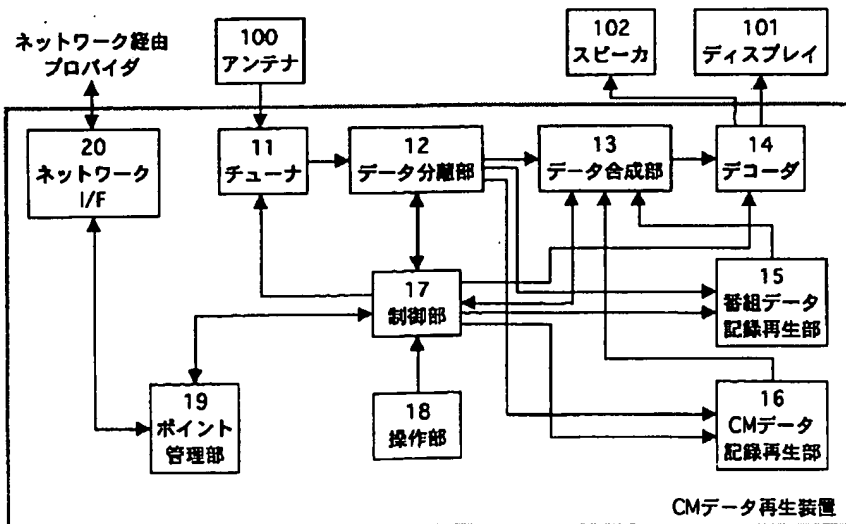 ネットワーク経由
プロバイダ
100
アンテナ
102
スピーカ
101
ディスプレイ
20
ネットワーク
I/F
11
チューナ
12
データ分離部
13
データ合成部
14
デコーダ
17
制御部
15
番組データ
記録再生部
19
ポイント
管理部
18
操作部
16
CMデータ
記録再生部
CMデータ再生装置